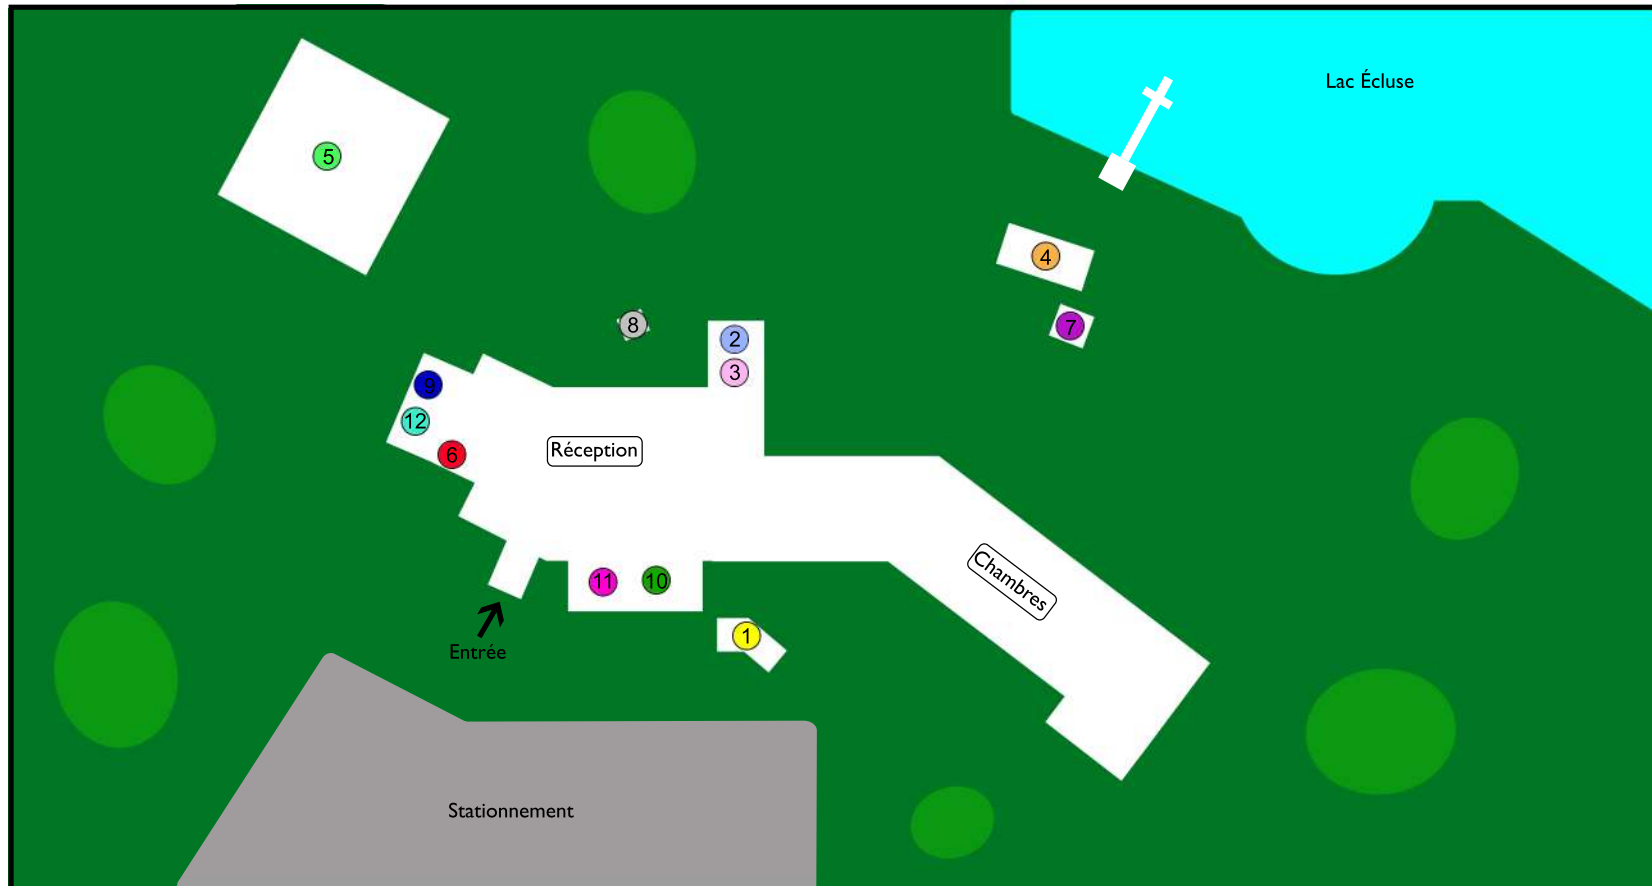 Lac Écluse
5
4
8
7
2
3
9
12
6
Réception
Chambres
11
10
1
Entrée
Stationnement